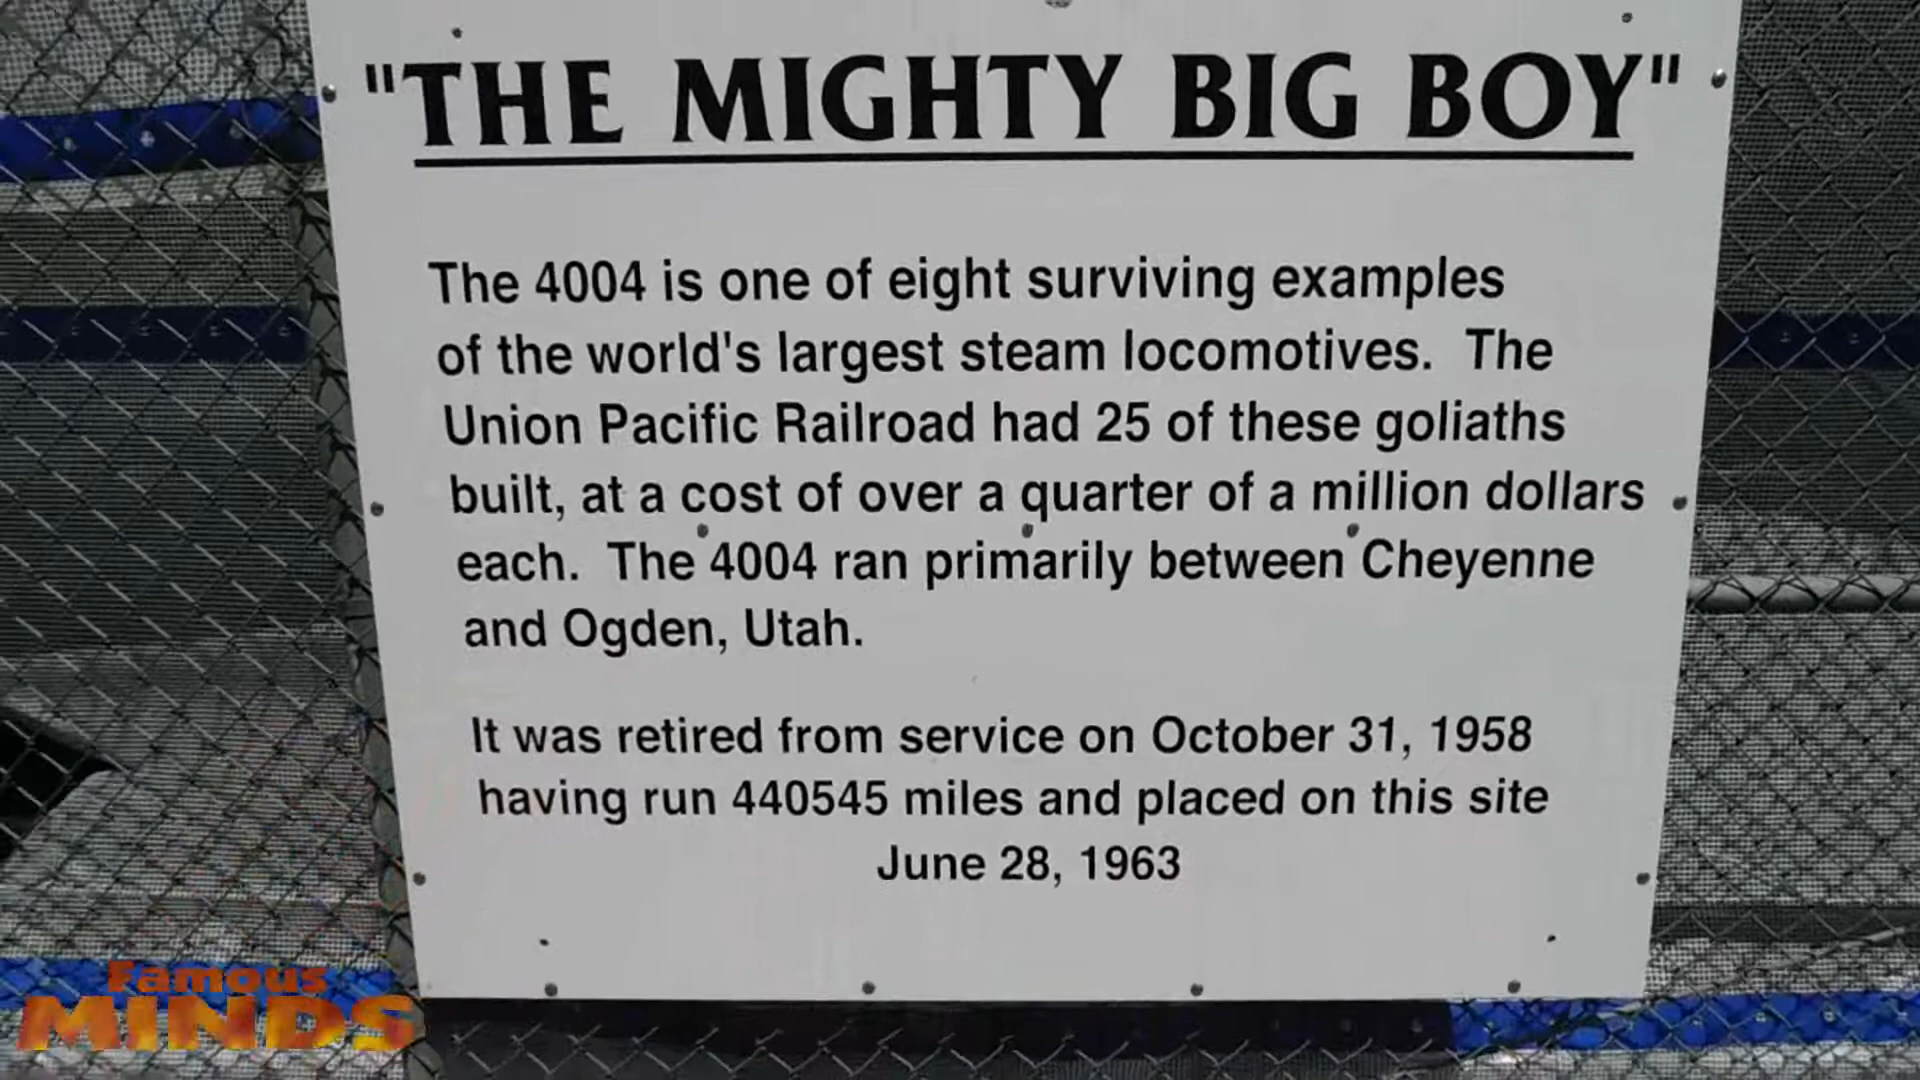 "THE MIGHTY BIG BOY"
The 4004 is one of eight surviving examples
of the world's largest steam locomotives. The
Union Pacific Railroad had 25 of these goliaths
built, at a cost of over a quarter of a million dollars
each. The 4004 ran primarily between Cheyenne
and Ogden, Utah.
It was retired from service on October 31, 1958
having run 440545 miles and placed on this site
June 28, 1963
Famous
MINDS